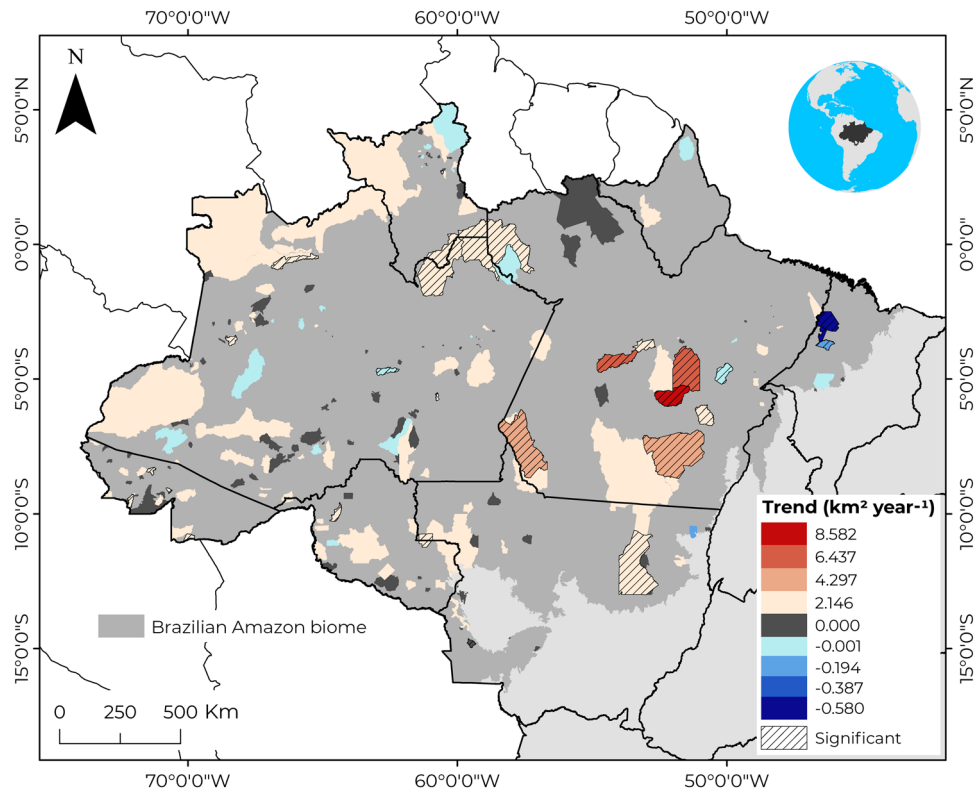 70°0'0"W 60°0'0"W 50°0'0"W
N
5°0'0"N 5°0'0"N
0°0'0" 0°0'0"
5°0'0"S 5°0'0"S
10°0'0"S 10°0'0"S
15°0'0"S 15°0'0"S
Trend (km² year-¹)
8.582
6.437
4.297
2.146
0.000
-0.001
-0.194
-0.387
-0.580
Significant
Brazilian Amazon biome
0 250 500 Km
70°0'0"W 60°0'0"W 50°0'0"W